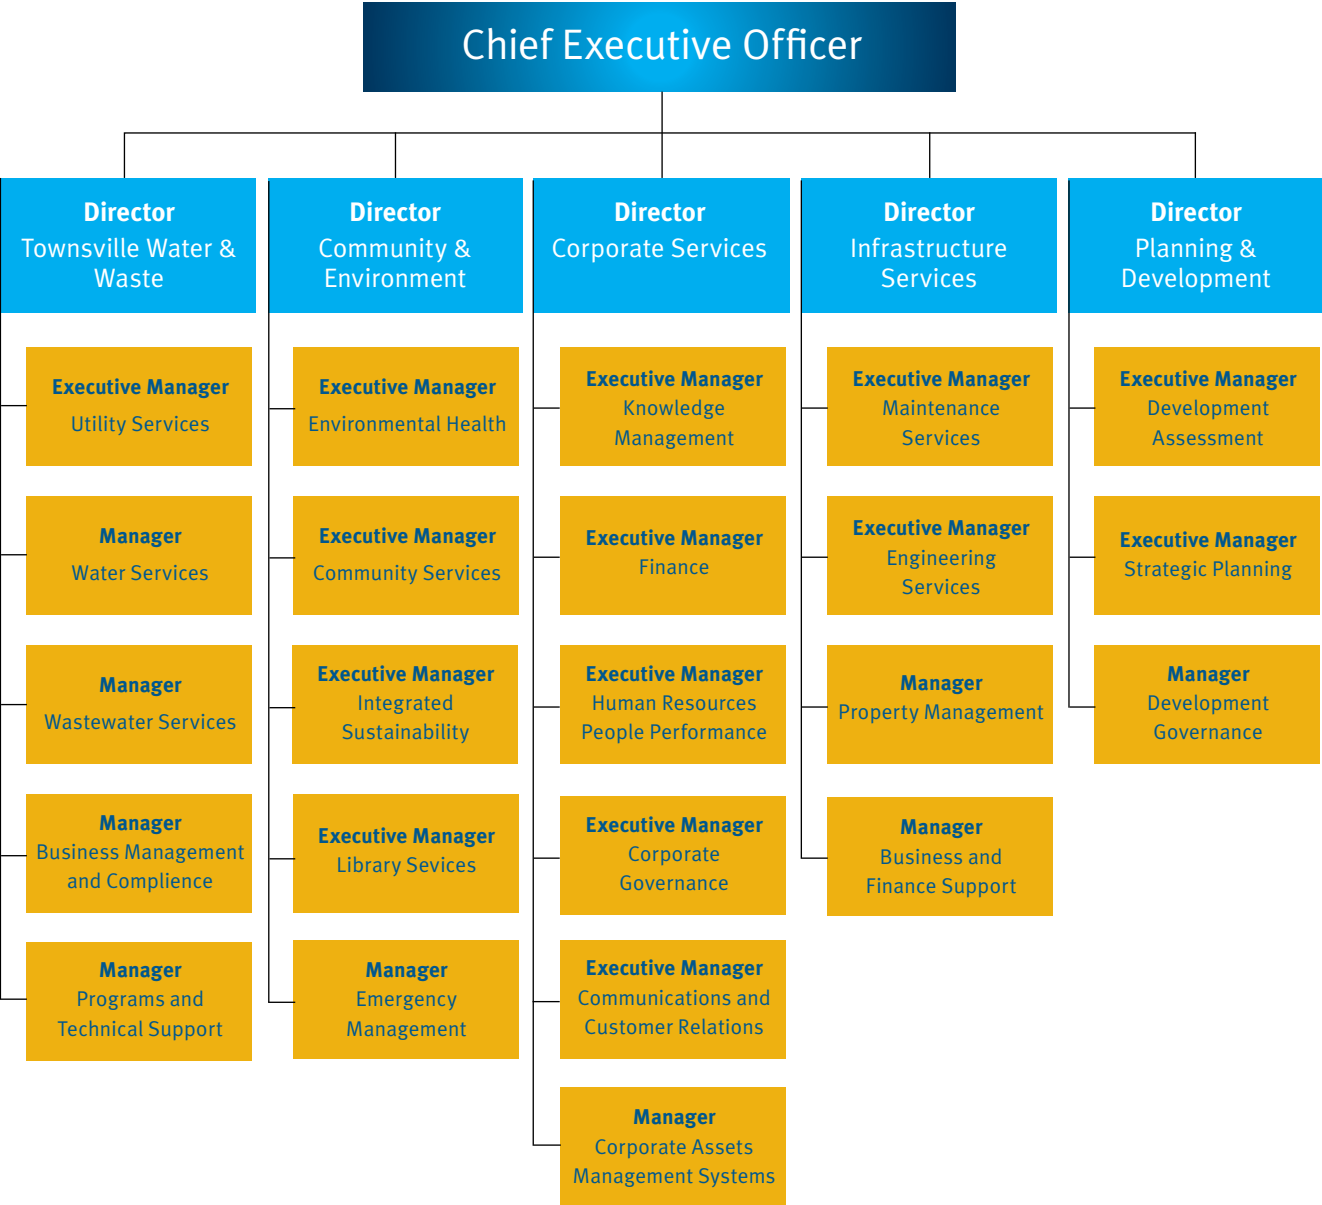 Chief Executive Officer
Director
Townsville Water &
Waste
Director
Community &
Environment
Director
Corporate Services
Director
Infrastructure
Services
Director
Planning &
Development
Executive Manager
Utility Services
Manager
Water Services
Manager
Wastewater Services
Manager
Business Management
and Complience
Manager
Programs and
Technical Support
Executive Manager
Environmental Health
Executive Manager
Community Services
Executive Manager
Integrated
Sustainability
Executive Manager
Library Sevices
Manager
Emergency
Management
Executive Manager
Knowledge
Management
Executive Manager
Finance
Executive Manager
Human Resources
People Performance
Executive Manager
Corporate
Governance
Executive Manager
Communications and
Customer Relations
Manager
Corporate Assets
Management Systems
Executive Manager
Maintenance
Services
Executive Manager
Engineering
Services
Manager
Property Management
Manager
Business and
Finance Support
Executive Manager
Development
Assessment
Executive Manager
Strategic Planning
Manager
Development
Governance